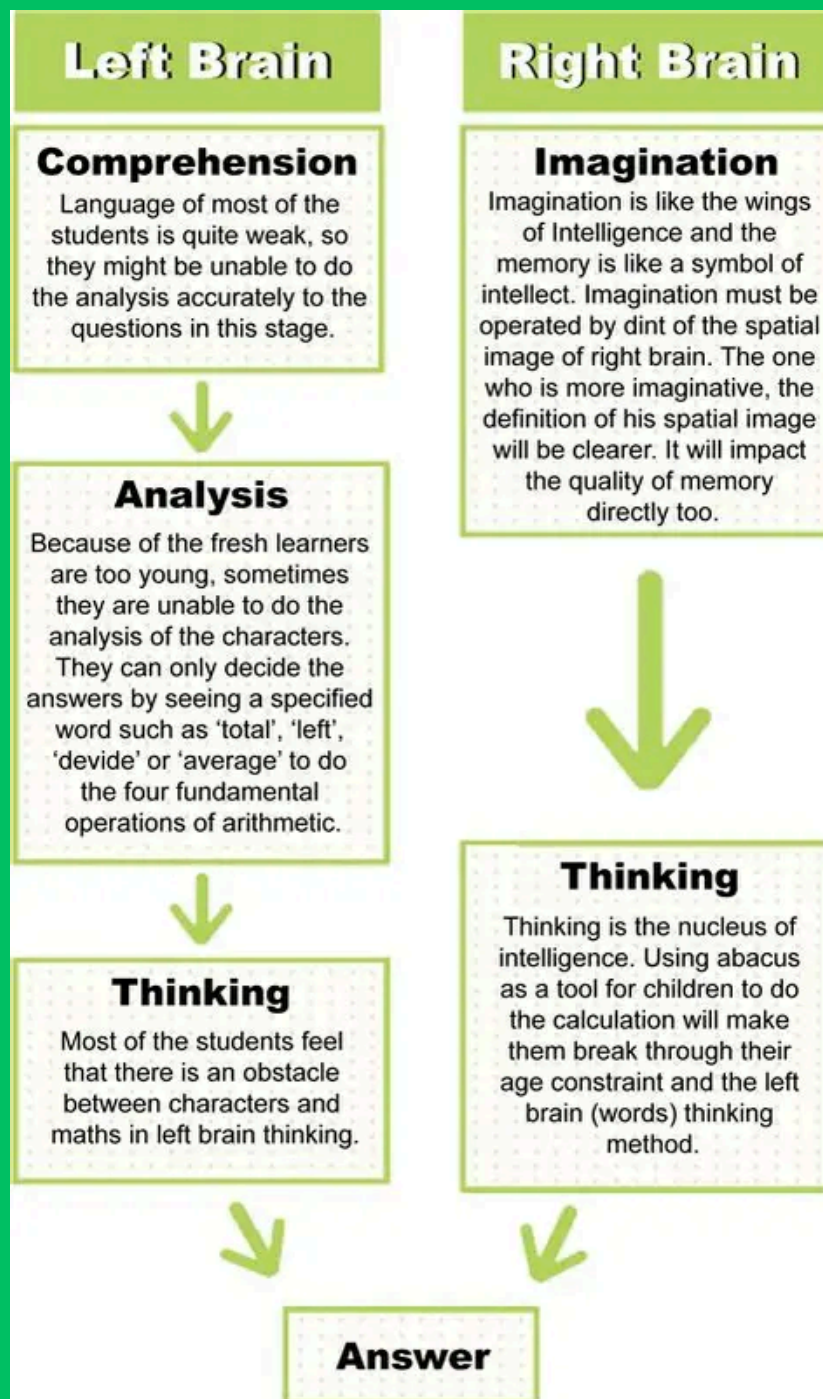 Left Brain
Comprehension
Language of most of the
students is quite weak, so
they might be unable to do
the analysis accurately to the
questions in this stage.
Analysis
Because of the fresh learners
are too young, sometimes
they are unable to do the
analysis of the characters.
They can only decide the
answers by seeing a specified
word such as ‘total’, ‘left’,
‘devide’ or ‘average’ to do
the four fundamental
operations of arithmetic.
Thinking
Most of the students feel
that there is an obstacle
between characters and
maths in left brain thinking.
Right Brain
Imagination
Imagination is like the wings
of Intelligence and the
memory is like a symbol of
intellect. Imagination must be
operated by dint of the spatial
image of right brain. The one
who is more imaginative, the
definition of his spatial image
will be clearer. It will impact
the quality of memory
directly too.
Thinking
Thinking is the nucleus of
intelligence. Using abacus
as a tool for children to do
the calculation will make
them break through their
age constraint and the left
brain (words) thinking
method.
Answer